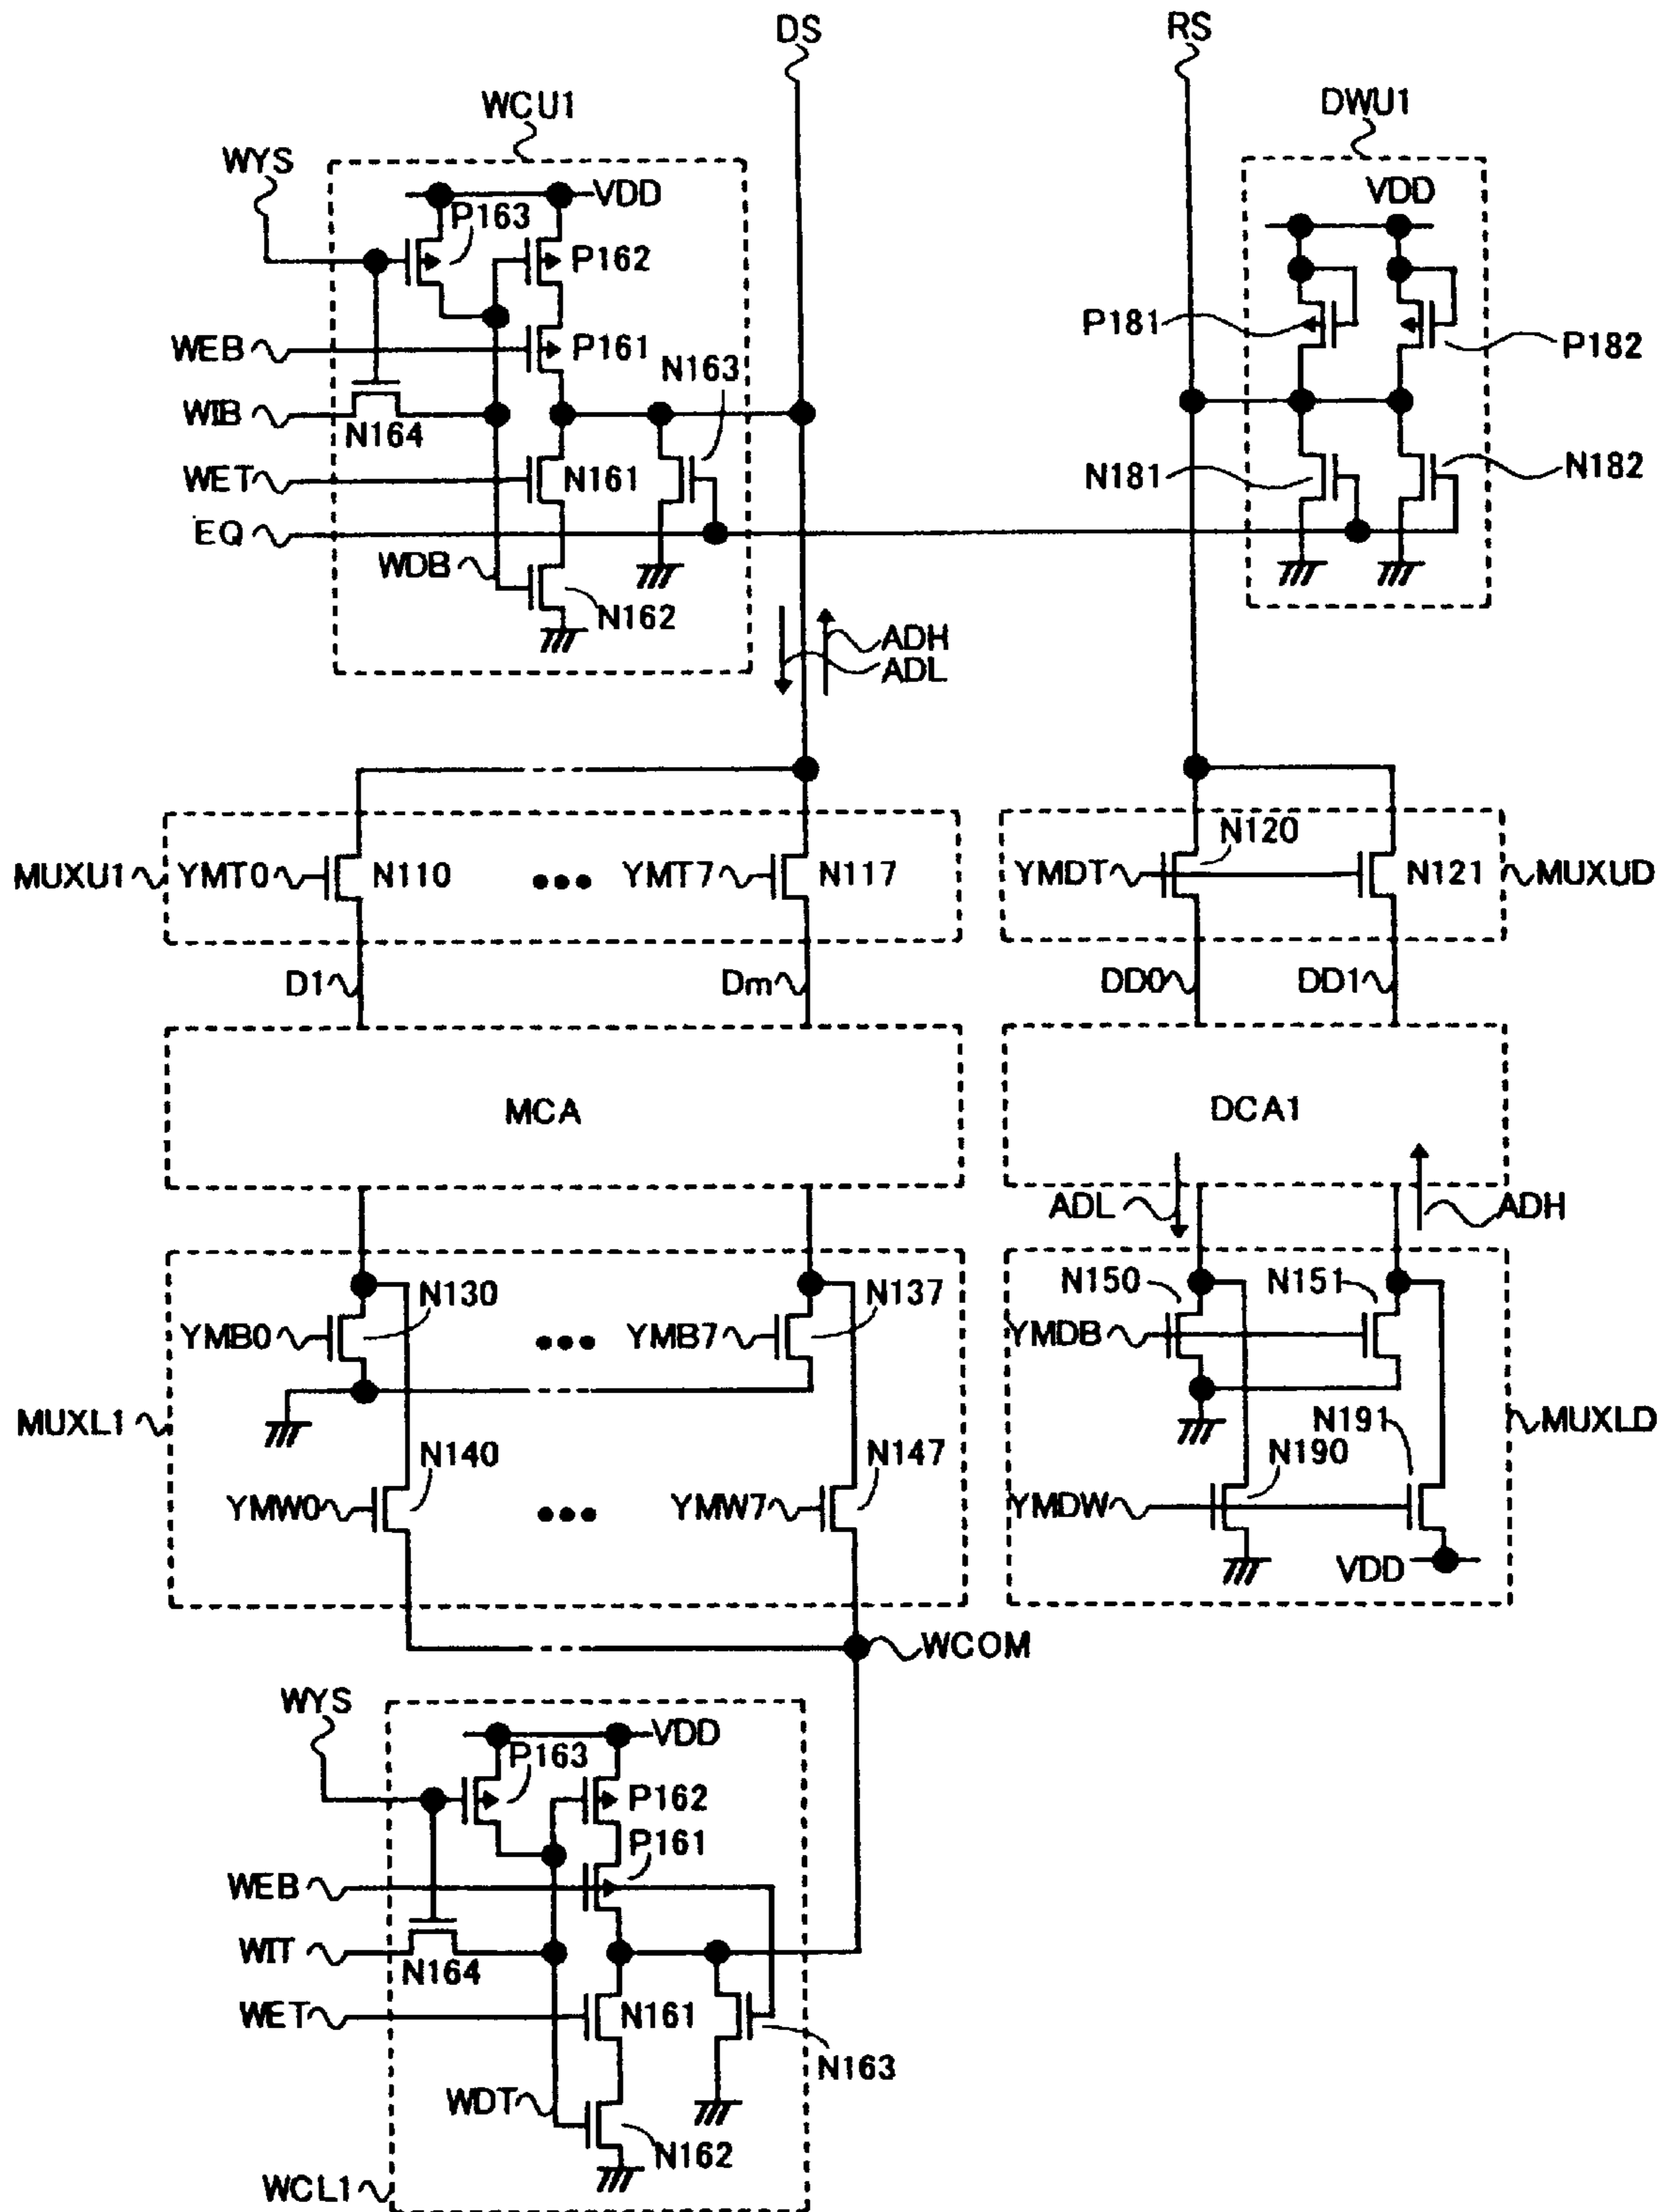 DS RS
WCU1 DWU1
WYS
VDD VDD
P163
P162
P181 P182
WEB P161
N163
WIB
N164
WET N161 N181 N182
EQ
WDB
N162
ADH
ADL
N120
MUXU1 YMT0 N110 ••• YMT7 N117 YMDT N121 MUXUD
D1 Dm DD0 DD1
MCA DCA1
ADL ADH
N130 N137 N150 N151
YMB0 ••• YMB7 YMDB
MUXL1 N191 MUXLD
N140 N147 N190
YMW0 ••• YMW7 YMDW
VDD
WCOM
WYS
VDD
P163
P162
P161
WEB
WIT
N164
WET N161
N163
WDT
N162
WCL1